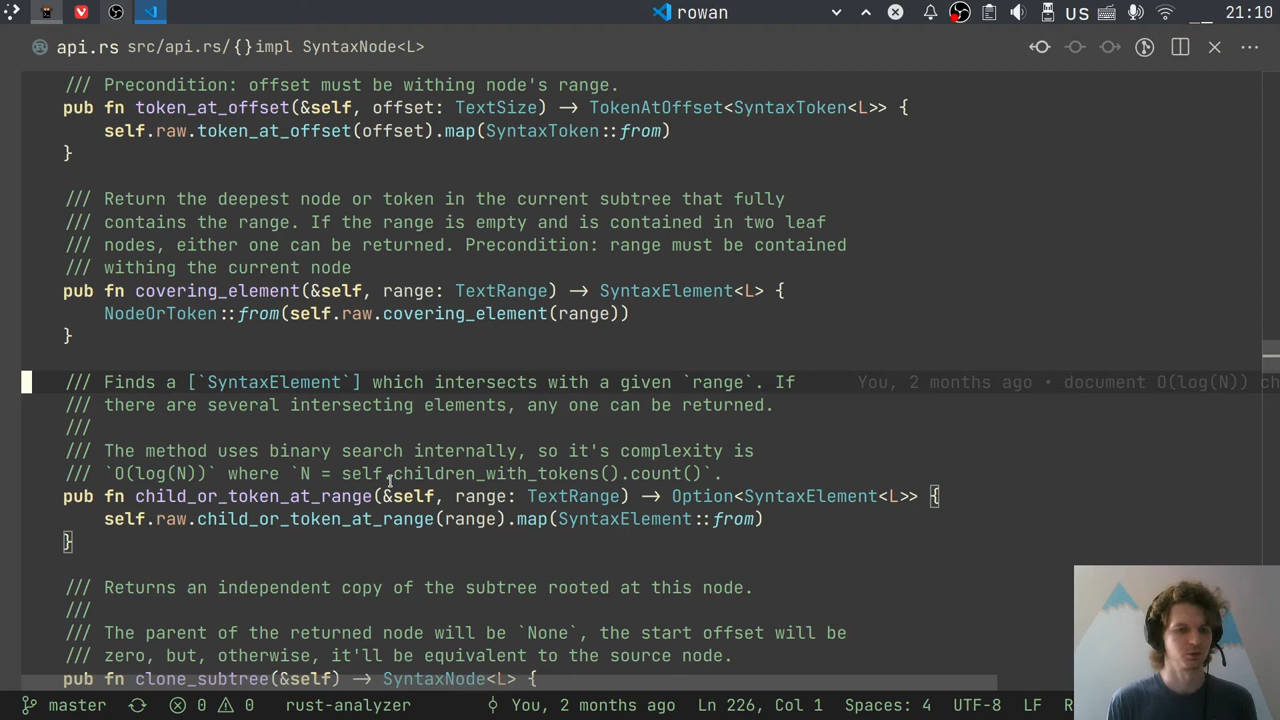 rowan
US
21:10
api.rs src/api.rs/{}impl SyntaxNode<L>
/// Precondition: offset must be withing node's range.
pub fn token_at_offset(&self, offset: TextSize) → TokenAtOffset<SyntaxToken<L>> {
self.raw.token_at_offset(offset).map(SyntaxToken::from)
}
/// Return the deepest node or token in the current subtree that fully
/// contains the range. If the range is empty and is contained in two leaf
/// nodes, either one can be returned. Precondition: range must be contained
/// withing the current node
pub fn covering_element(&self, range: TextRange) → SyntaxElement<L> {
NodeOrToken::from(self.raw.covering_element(range))
}
/// Finds a [`SyntaxElement`] which intersects with a given `range`. If You, 2 months ago • document O(log(N)) ch
/// there are several intersecting elements, any one can be returned.
///
/// The method uses binary search internally, so it's complexity is
/// `O(log(N))` where `N = self.children_with_tokens().count()`.
pub fn child_or_token_at_range(&self, range: TextRange) → Option<SyntaxElement<L>> {
self.raw.child_or_token_at_range(range).map(SyntaxElement::from)
}
/// Returns an independent copy of the subtree rooted at this node.
///
/// The parent of the returned node will be `None`, the start offset will be
/// zero, but, otherwise, it'll be equivalent to the source node.
pub fn clone_subtree(&self) → SyntaxNode<L> {
master 0 0 rust-analyzer You, 2 months ago Ln 226, Col 1 Spaces: 4 UTF-8 LF R